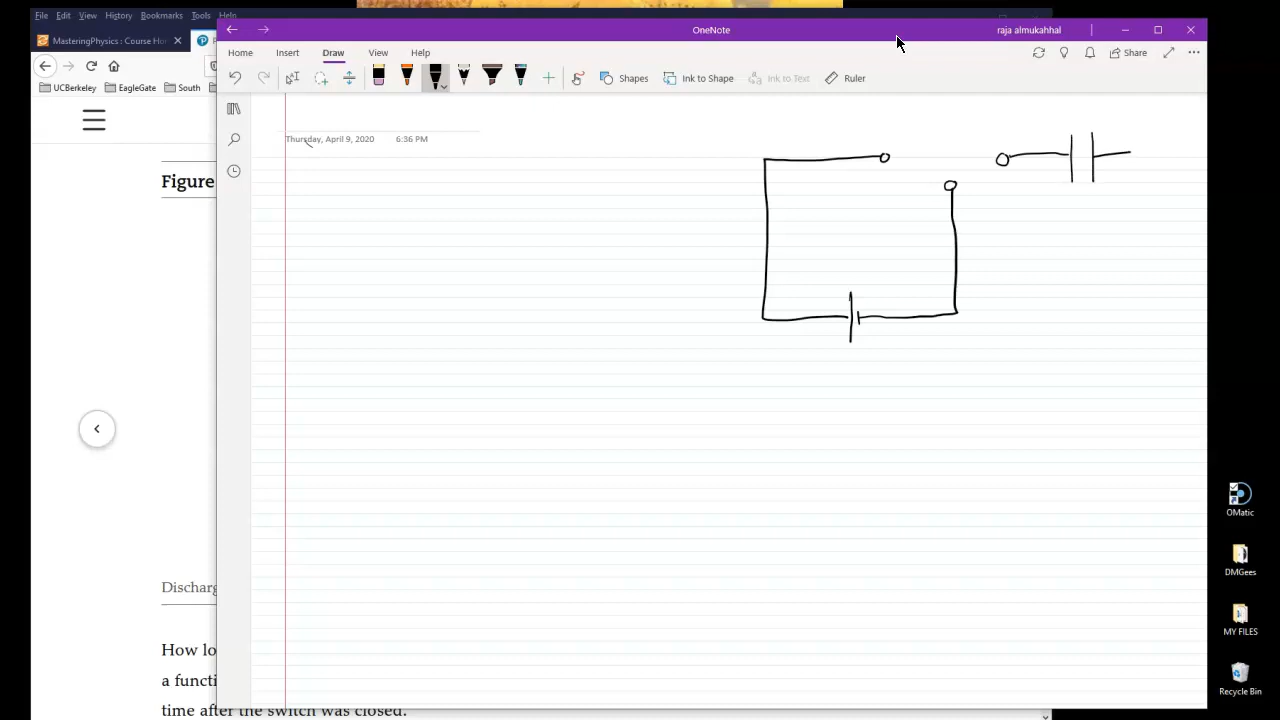 File Edit View History Bookmarks Tools Help
MasteringPhysics : Course Ho
UCBerkeley EagleGate South
OneNote
raja almukahhal
Home Insert Draw View Help
Share
Shapes Ink to Shape Ink to Text Ruler
Thursday, April 9, 2020 6:36 PM
Figure
Discharg
How lo
a functi
time after the switch was closed.
OMatic
DMGees
MY FILES
Recycle Bin